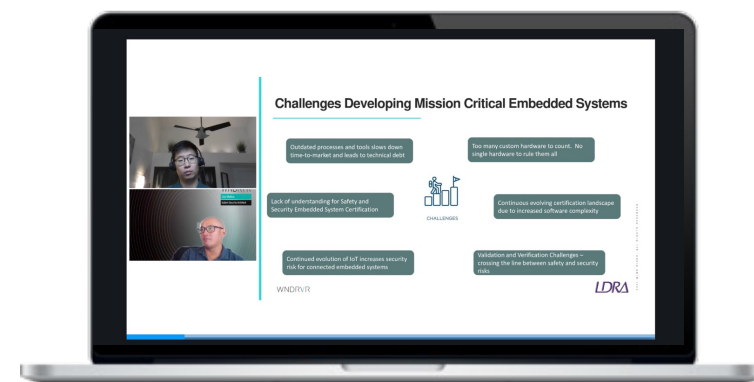 Challenges Developing Mission Critical Embedded Systems
Outdated processes and tools slows down
time-to-market and leads to technical debt
Too many custom hardware to count. No
single hardware to rule them all
Lack of understanding for Safety and
Security Embedded System Certification
CHALLENGES
Continuous evolving certification landscape
due to increased software complexity
Continued evolution of IoT increases security
risk for connected embedded systems
Validation and Verification Challenges –
crossing the line between safety and security
risks
WNDRVR
LDRA